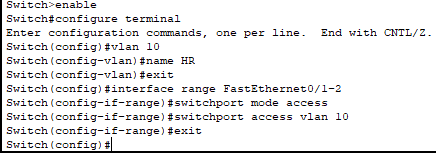 Switch>enable
Switch#configure terminal
Enter configuration commands, one per line.  End with CNTL/Z.
Switch(config)#vlan 10
Switch(config-vlan)#name HR
Switch(config-vlan)#exit
Switch(config)#interface range FastEthernet0/1-2
Switch(config-if-range)#switchport mode access
Switch(config-if-range)#switchport access vlan 10
Switch(config-if-range)#exit
Switch(config)#